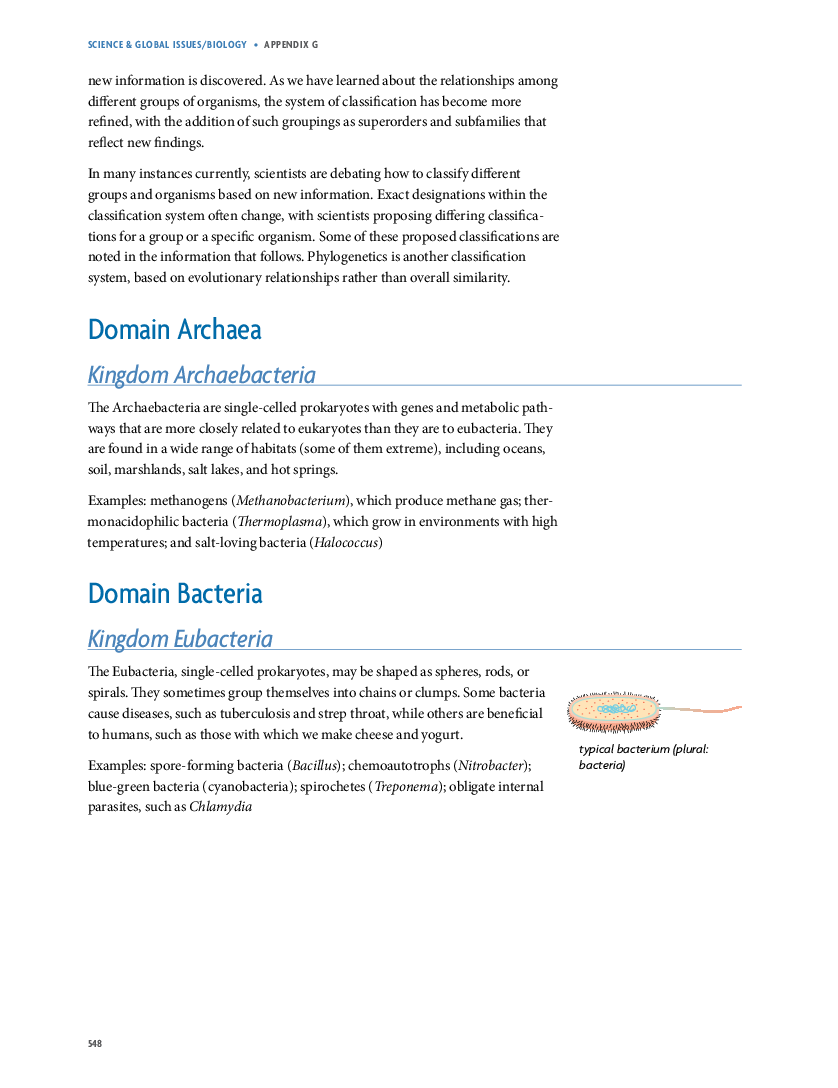 SCIENCE & GLOBAL ISSUES/BIOLOGY • APPENDIX G
new information is discovered. As we have learned about the relationships among
different groups of organisms, the system of classification has become more
refined, with the addition of such groupings as superorders and subfamilies that
reflect new findings.
In many instances currently, scientists are debating how to classify different
groups and organisms based on new information. Exact designations within the
classification system often change, with scientists proposing differing classifica-
tions for a group or a specific organism. Some of these proposed classifications are
noted in the information that follows. Phylogenetics is another classification
system, based on evolutionary relationships rather than overall similarity.
Domain Archaea
Kingdom Archaebacteria
The Archaebacteria are single-celled prokaryotes with genes and metabolic path-
ways that are more closely related to eukaryotes than they are to eubacteria. They
are found in a wide range of habitats (some of them extreme), including oceans,
soil, marshlands, salt lakes, and hot springs.
Examples: methanogens (Methanobacterium), which produce methane gas; ther-
monacidophilic bacteria (Thermoplasma), which grow in environments with high
temperatures; and salt-loving bacteria (Halococcus)
Domain Bacteria
Kingdom Eubacteria
The Eubacteria, single-celled prokaryotes, may be shaped as spheres, rods, or
spirals. They sometimes group themselves into chains or clumps. Some bacteria
cause diseases, such as tuberculosis and strep throat, while others are beneficial
to humans, such as those with which we make cheese and yogurt.
Examples: spore-forming bacteria (Bacillus); chemoautotrophs (Nitrobacter);
blue-green bacteria (cyanobacteria); spirochetes (Treponema); obligate internal
parasites, such as Chlamydia
typical bacterium (plural:
bacteria)
548